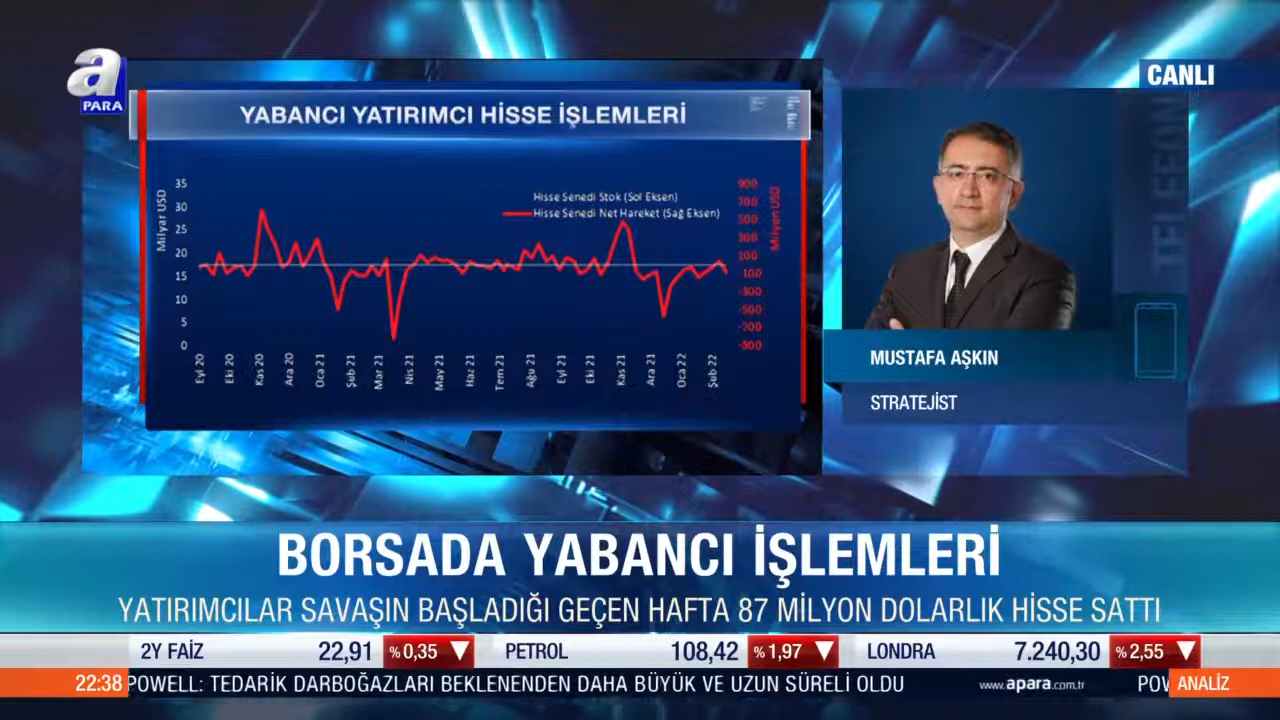 a
PARA
CANLI
YABANCI YATIRIMCI HİSSE İŞLEMLERİ
Milyar USD
35
30
25
20
15
10
5
0
Hisse Senedi Stok (Sol Eksen)
Hisse Senedi Net Hareket (Sağ Eksen)
900
700
500
300
100
-100
-300
-500
-700
-900
Milyon USD
Eyl 20
Eki 20
Kas 20
Ara 20
Oca 21
Şub 21
Mar 21
Nis 21
May 21
Haz 21
Tem 21
Ağu 21
Eyl 21
Eki 21
Kas 21
Ara 21
Oca 22
Şub 22
TELEFON
MUSTAFA AŞKIN
STRATEJİST
BORSADA YABANCI İŞLEMLERİ
YATIRIMCILAR SAVAŞIN BAŞLADIĞI GEÇEN HAFTA 87 MİLYON DOLARLIK HİSSE SATTI
2Y FAİZ 22,91 %0,35 PETROL 108,42 %1,97 LONDRA 7.240,30 %2,55
22:38 POWELL: TEDARİK DARBOĞAZLARI BEKLENENDEN DAHA BÜYÜK VE UZUN SÜRELİ OLDU www.apara.com.tr POV ANALİZ